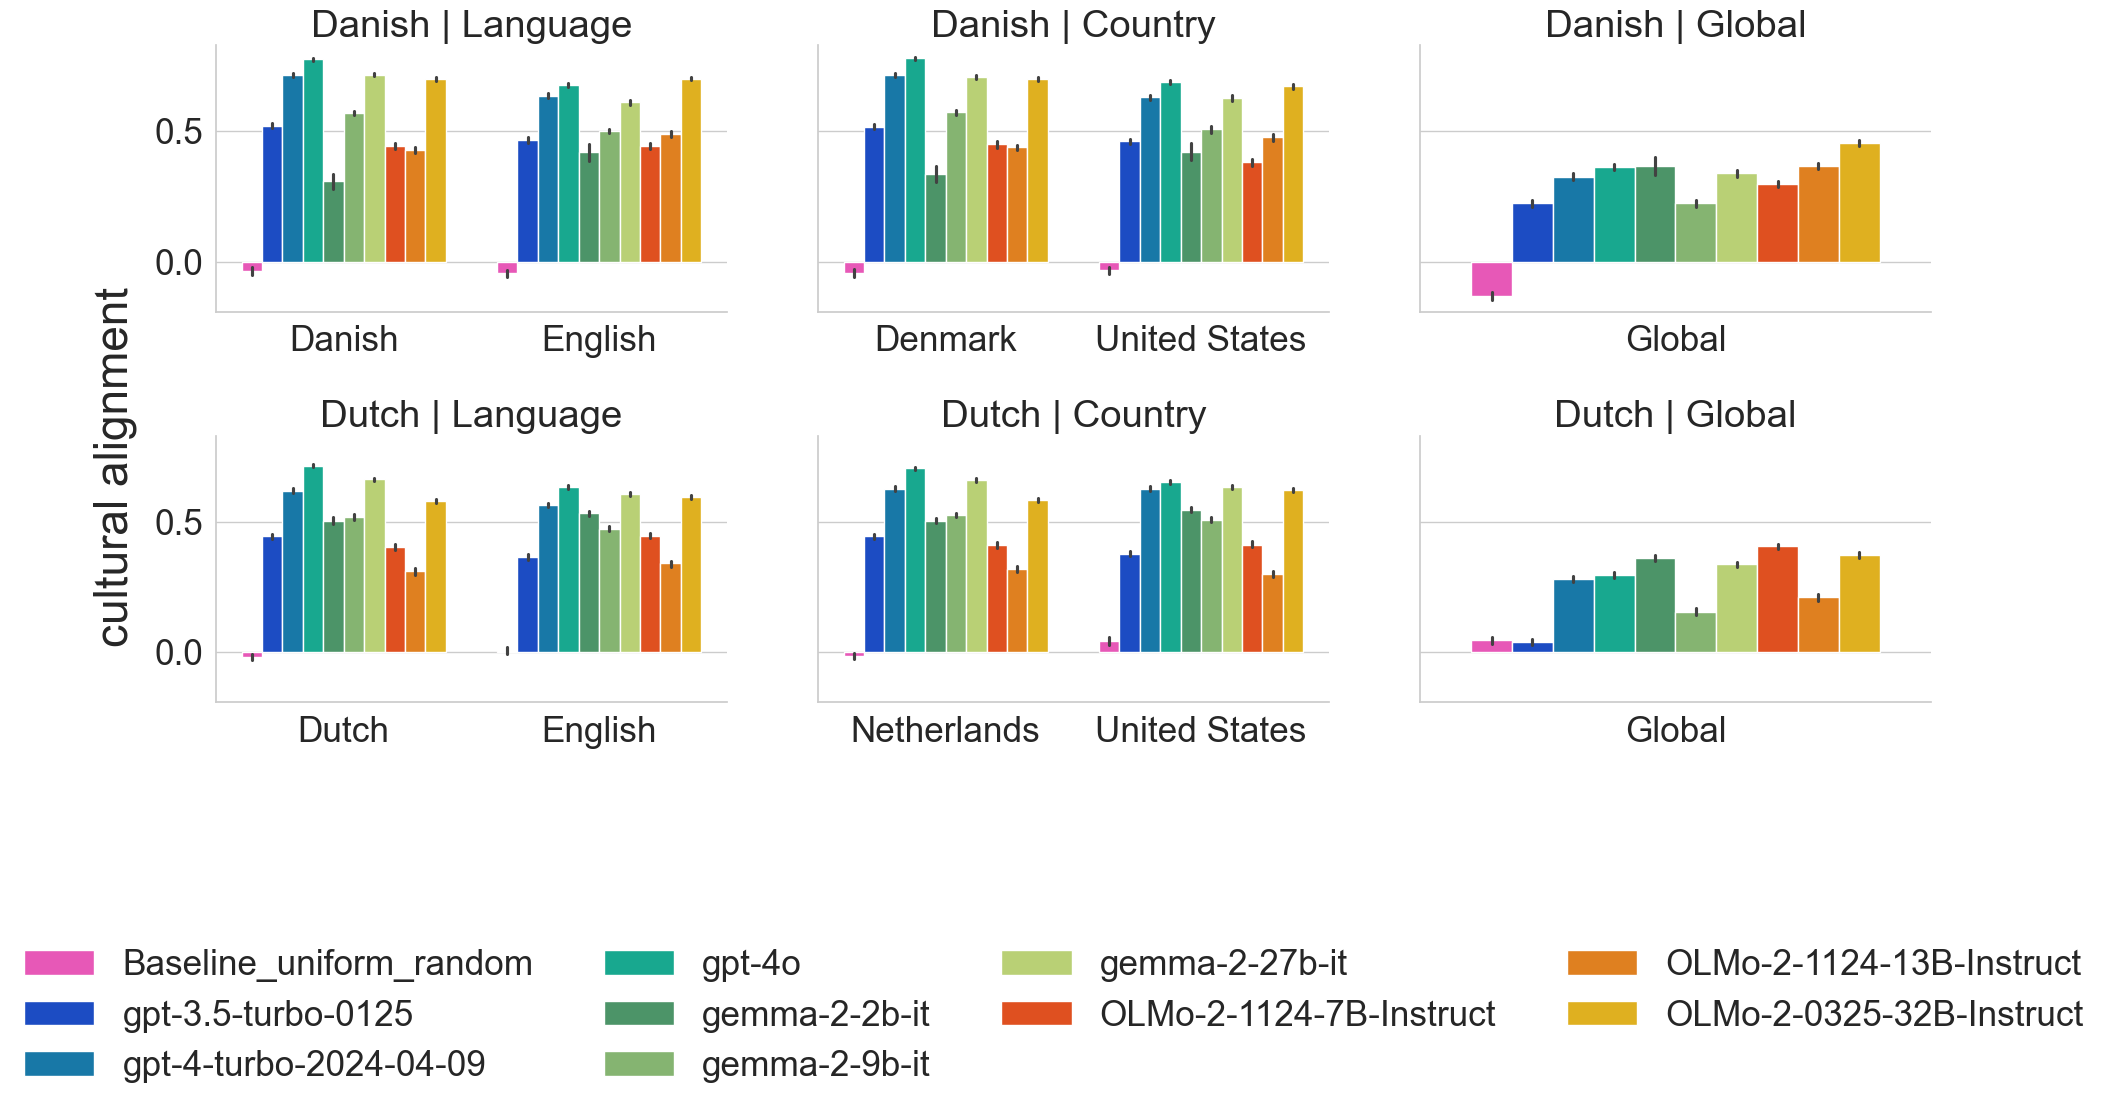 Danish | Language
Danish | Country
Danish | Global
0.5
0.0
Danish
English
Denmark
United States
Global
cultural alignment
Dutch | Language
Dutch | Country
Dutch | Global
0.5
0.0
Dutch
English
Netherlands
United States
Global
Baseline_uniform_random
gpt-3.5-turbo-0125
gpt-4-turbo-2024-04-09
gpt-4o
gemma-2-2b-it
gemma-2-9b-it
gemma-2-27b-it
OLMo-2-1124-7B-Instruct
OLMo-2-1124-13B-Instruct
OLMo-2-0325-32B-Instruct